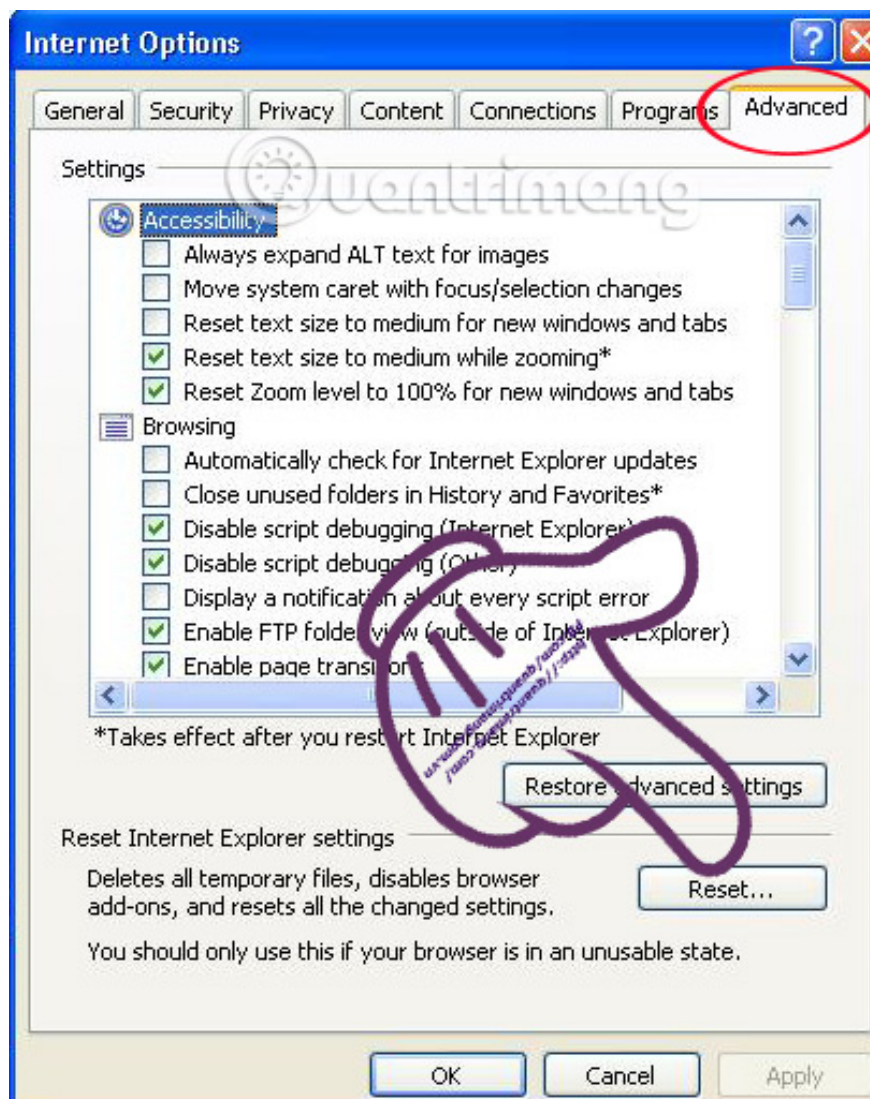 Internet Options
General Security Privacy Content Connections Programs Advanced
Settings
Quantrimang
Accessibility
Always expand ALT text for images
Move system caret with focus/selection changes
Reset text size to medium for new windows and tabs
Reset text size to medium while zooming*
Reset Zoom level to 100% for new windows and tabs
Browsing
Automatically check for Internet Explorer updates
Close unused folders in History and Favorites*
Disable script debugging (Internet Explorer)
Disable script debugging (Other)
Display a notification about every script error
Enable FTP folder view (outside of Internet Explorer)
Enable page transitions
*Takes effect after you restart Internet Explorer
Restore advanced settings
Reset Internet Explorer settings
Deletes all temporary files, disables browser
add-ons, and resets all the changed settings.
Reset...
You should only use this if your browser is in an unusable state.
OK Cancel Apply